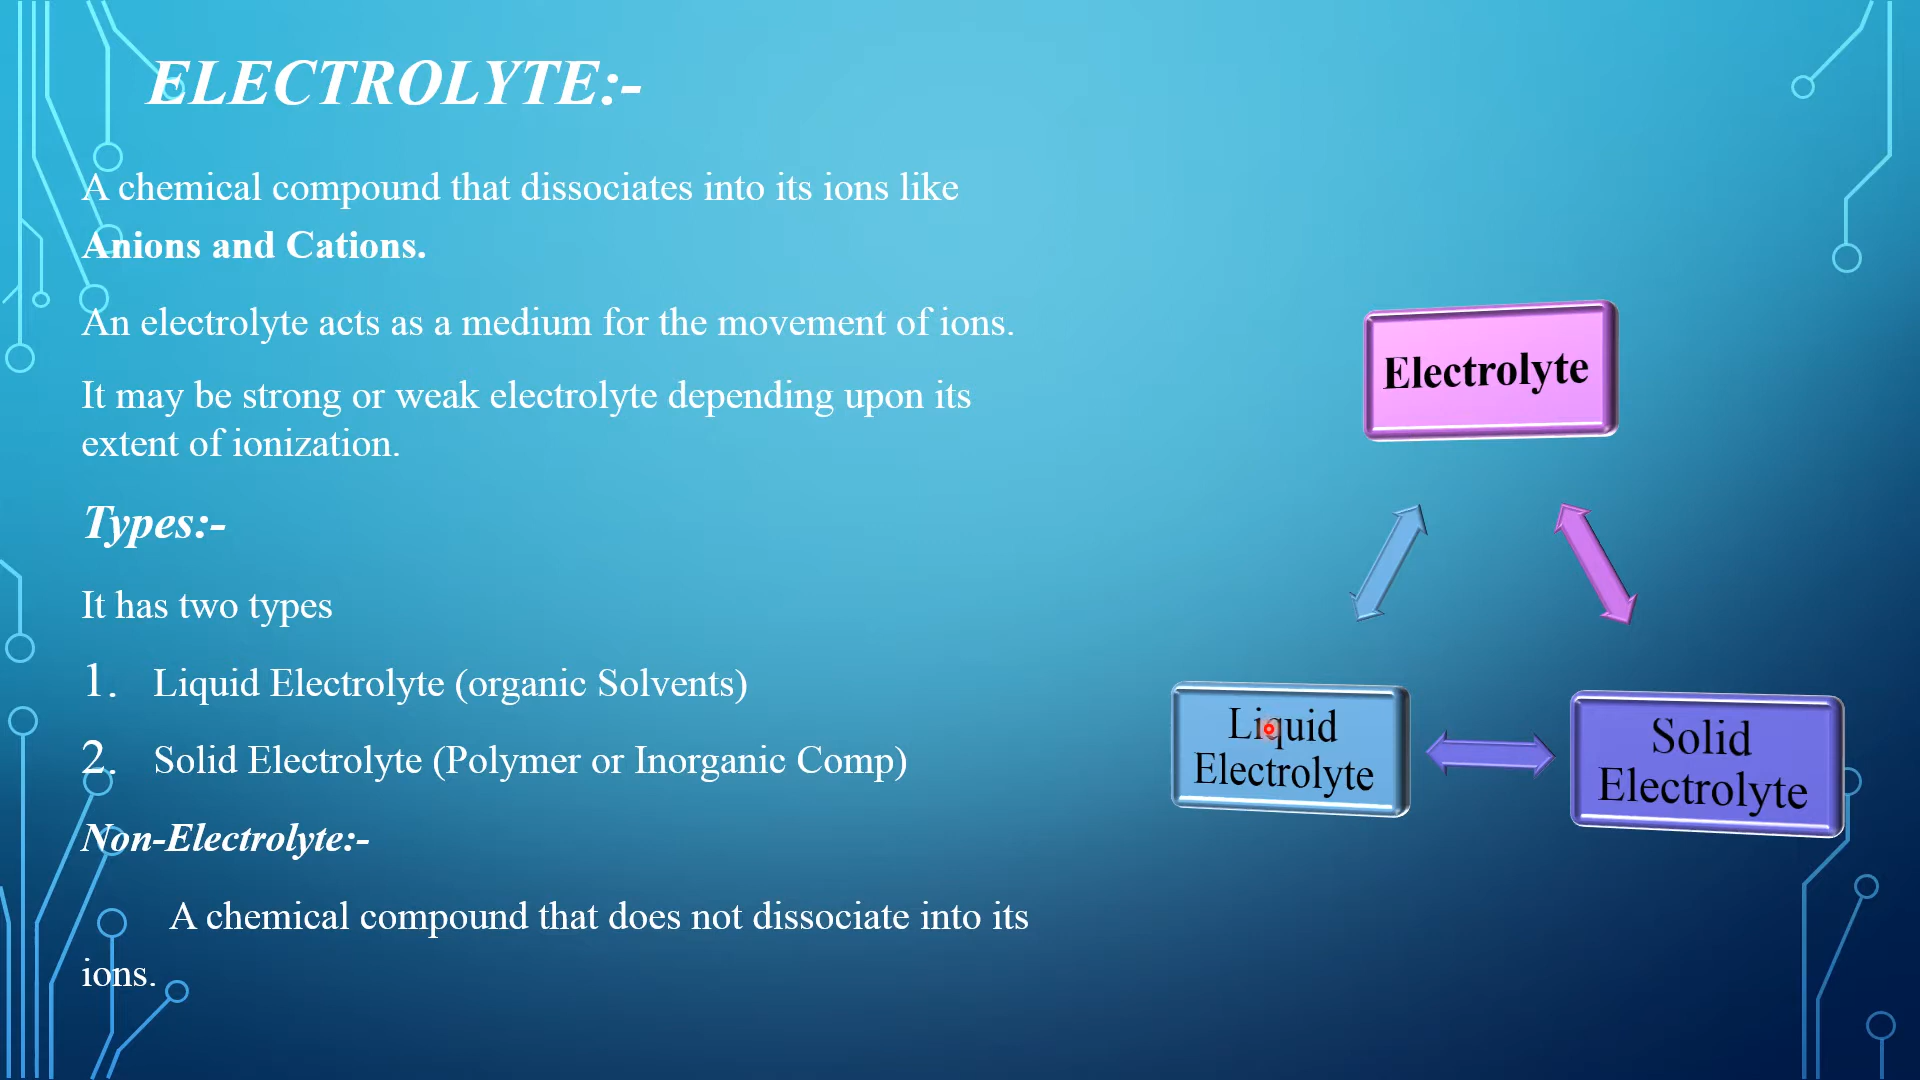 ELECTROLYTE:-
A chemical compound that dissociates into its ions like
Anions and Cations.
An electrolyte acts as a medium for the movement of ions.
It may be strong or weak electrolyte depending upon its
extent of ionization.
Types:-
It has two types
1. Liquid Electrolyte (organic Solvents)
2. Solid Electrolyte (Polymer or Inorganic Comp)
Non-Electrolyte:-
A chemical compound that does not dissociate into its
ions.
Electrolyte
Liquid
Electrolyte
Solid
Electrolyte